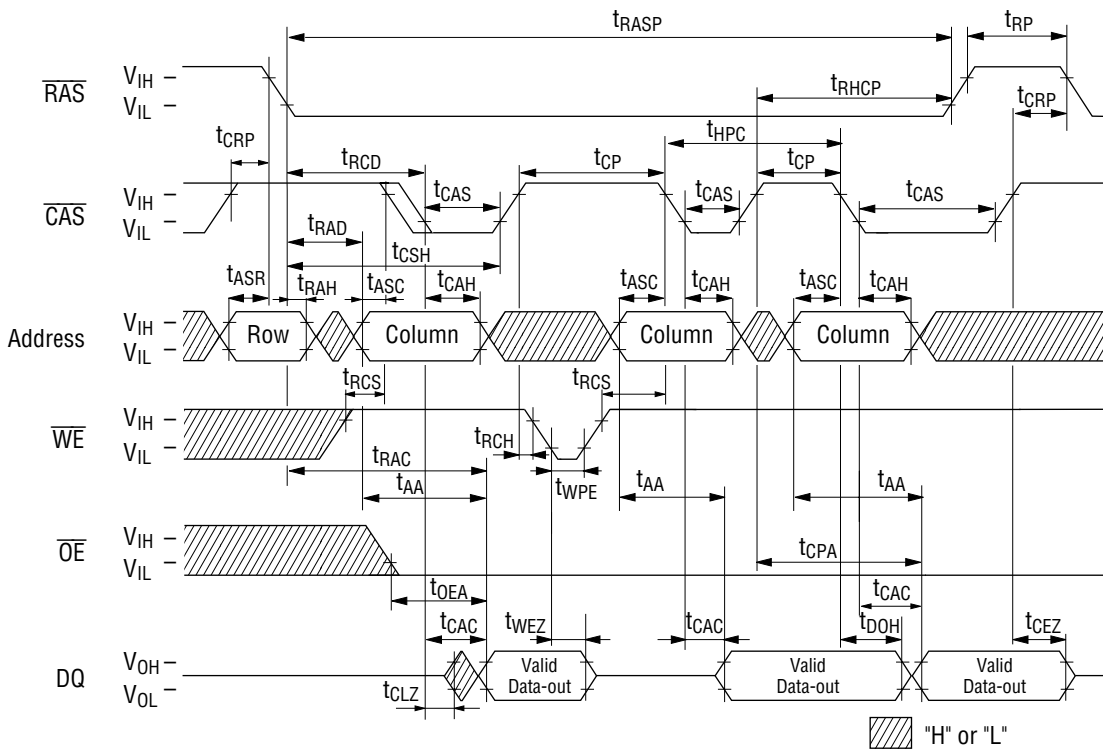 tRASP
tRP
RAS
VIH
VIL
tRHCP
tCRP
tHPC
tCRP
tRCD
tCP
tCP
CAS
VIH
VIL
tCAS
tCAS
tCAS
tRAD
tCSH
tASR
tRAH
tASC
tCAH
tASC
tCAH
tASC
tCAH
Address
VIH
VIL
Row
Column
Column
Column
tRCS
tRCS
WE
VIH
VIL
tRCH
tRAC
tWPE
tAA
tAA
tAA
OE
VIH
VIL
tCPA
tOEA
tCAC
tCAC
tWEZ
tCAC
tDOH
tCEZ
DQ
VOH
VOL
Valid
Data-out
Valid
Data-out
Valid
Data-out
tCLZ
"H" or "L"